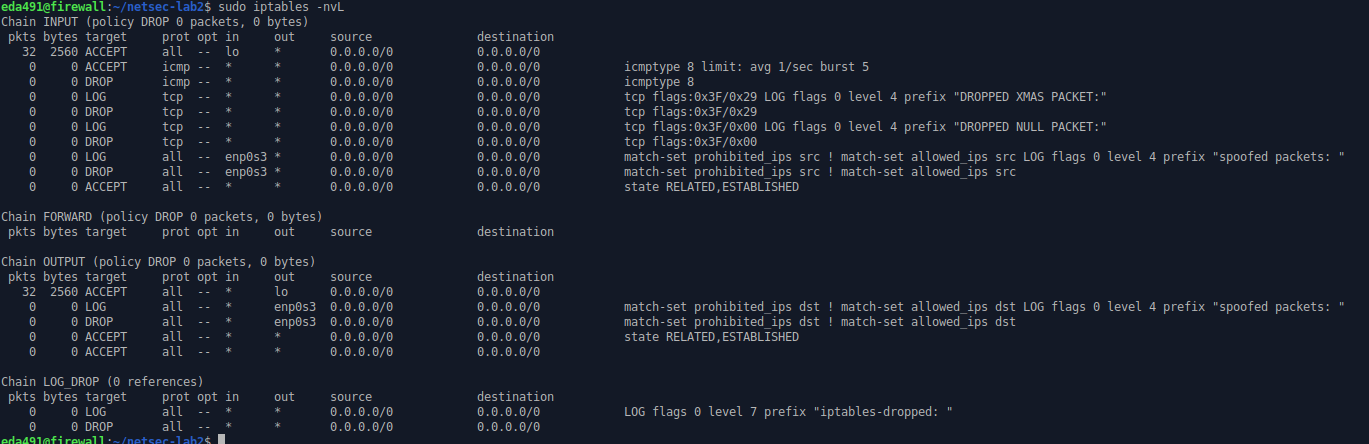 eda491@firewall:~/netsec-lab2$ sudo iptables -nvL
Chain INPUT (policy DROP 0 packets, 0 bytes)
 pkts bytes target     prot opt in     out     source               destination
   32  2560 ACCEPT     all  --  lo     *       0.0.0.0/0            0.0.0.0/0
    0     0 ACCEPT     icmp --  *      *       0.0.0.0/0            0.0.0.0/0            icmptype 8 limit: avg 1/sec burst 5
    0     0 DROP       icmp --  *      *       0.0.0.0/0            0.0.0.0/0            icmptype 8
    0     0 LOG        tcp  --  *      *       0.0.0.0/0            0.0.0.0/0            tcp flags:0x3F/0x29 LOG flags 0 level 4 prefix "DROPPED XMAS PACKET:"
    0     0 DROP       tcp  --  *      *       0.0.0.0/0            0.0.0.0/0            tcp flags:0x3F/0x29
    0     0 LOG        tcp  --  *      *       0.0.0.0/0            0.0.0.0/0            tcp flags:0x3F/0x00 LOG flags 0 level 4 prefix "DROPPED NULL PACKET:"
    0     0 DROP       tcp  --  *      *       0.0.0.0/0            0.0.0.0/0            tcp flags:0x3F/0x00
    0     0 LOG        all  --  enp0s3 *       0.0.0.0/0            0.0.0.0/0            match-set prohibited_ips src ! match-set allowed_ips src LOG flags 0 level 4 prefix "spoofed packets: "
    0     0 DROP       all  --  enp0s3 *       0.0.0.0/0            0.0.0.0/0            match-set prohibited_ips src ! match-set allowed_ips src
    0     0 ACCEPT     all  --  *      *       0.0.0.0/0            0.0.0.0/0            state RELATED,ESTABLISHED
Chain FORWARD (policy DROP 0 packets, 0 bytes)
 pkts bytes target     prot opt in     out     source               destination
Chain OUTPUT (policy DROP 0 packets, 0 bytes)
 pkts bytes target     prot opt in     out     source               destination
   32  2560 ACCEPT     all  --  *      lo      0.0.0.0/0            0.0.0.0/0
    0     0 LOG        all  --  *      enp0s3  0.0.0.0/0            0.0.0.0/0            match-set prohibited_ips dst ! match-set allowed_ips dst LOG flags 0 level 4 prefix "spoofed packets: "
    0     0 DROP       all  --  *      enp0s3  0.0.0.0/0            0.0.0.0/0            match-set prohibited_ips dst ! match-set allowed_ips dst
    0     0 ACCEPT     all  --  *      *       0.0.0.0/0            0.0.0.0/0            state RELATED,ESTABLISHED
    0     0 ACCEPT     all  --  *      *       0.0.0.0/0            0.0.0.0/0
Chain LOG_DROP (0 references)
 pkts bytes target     prot opt in     out     source               destination
    0     0 LOG        all  --  *      *       0.0.0.0/0            0.0.0.0/0            LOG flags 0 level 7 prefix "iptables-dropped: "
    0     0 DROP       all  --  *      *       0.0.0.0/0            0.0.0.0/0
eda491@firewall:~/netsec-lab2$